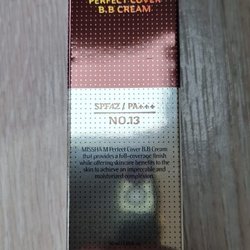 PERFECT COVER
B.B CREAM
SPF42 / PA+++
NO.13
MISSHA M Perfect Cover B.B Cream
that provides a full-coverage finish
while offering skincare benefits to the
skin to achieve an impeccable and
moisturized complexion.